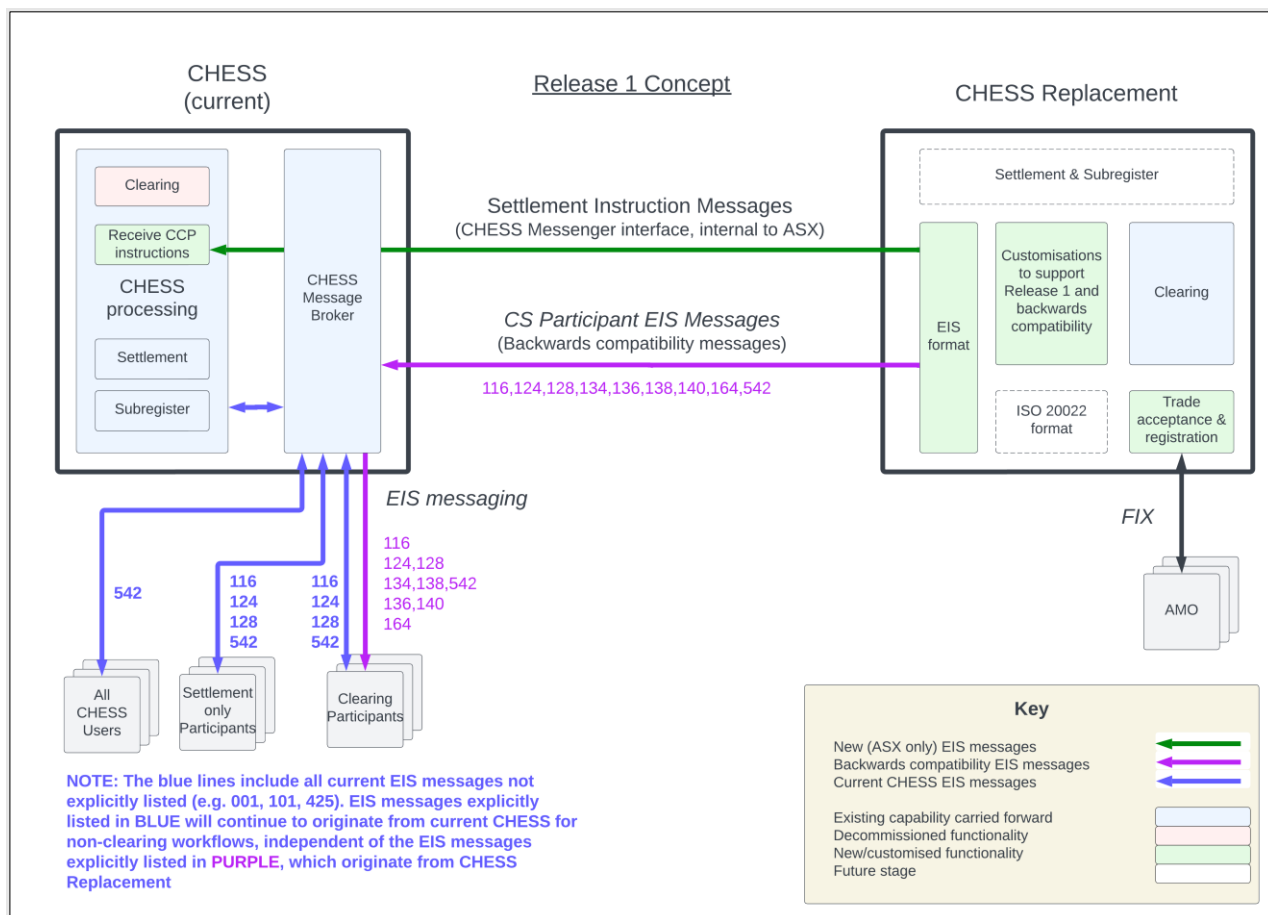 CHESS
(current)
Release 1 Concept
CHESS Replacement
Clearing
Receive CCP
instructions
CHESS
processing
Settlement
Subregister
CHESS
Message
Broker
Settlement Instruction Messages
(CHESS Messenger interface, internal to ASX)
CS Participant EIS Messages
(Backwards compatibility messages)
116,124,128,134,136,138,140,164,542
Settlement & Subregister
EIS
format
Customisations
to support
Release 1 and
backwards
compatibility
Clearing
ISO 20022
format
Trade
acceptance &
registration
EIS messaging
FIX
542
116
124
128
542
116
124
128
542
116
124,128
134,138,542
136,140
164
All
CHESS
Users
Settlement
only
Participants
Clearing
Participants
AMO
NOTE: The blue lines include all current EIS messages not
explicitly listed (e.g. 001, 101, 425). EIS messages explicitly
listed in BLUE will continue to originate from current CHESS for
non-clearing workflows, independent of the EIS messages
explicitly listed in PURPLE, which originate from CHESS
Replacement
Key
New (ASX only) EIS messages
Backwards compatibility EIS messages
Current CHESS EIS messages
Existing capability carried forward
Decommissioned functionality
New/customised functionality
Future stage